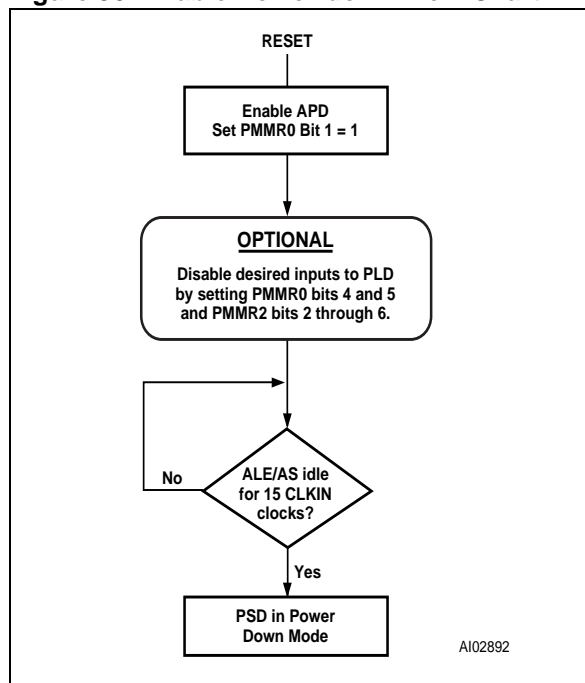 RESET
Enable APD
Set PMMR0 Bit 1 = 1
OPTIONAL
Disable desired inputs to PLD
by setting PMMR0 bits 4 and 5
and PMMR2 bits 2 through 6.
No
ALE/AS idle
for 15 CLKIN
clocks?
Yes
PSD in Power
Down Mode
AI02892